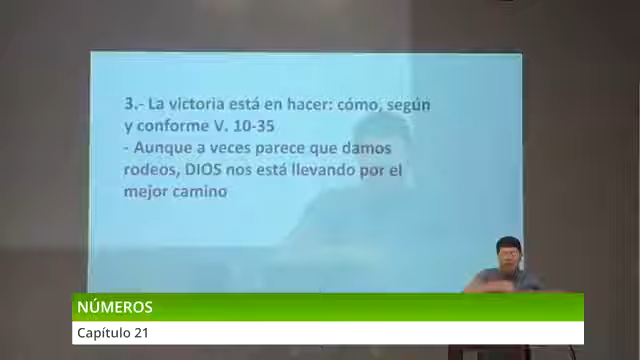 3.- La victoria está en hacer: cómo, según
y conforme V. 10-35
- Aunque a veces parece que damos
rodeos, DIOS nos está llevando por el
mejor camino
NÚMEROS
Capítulo 21